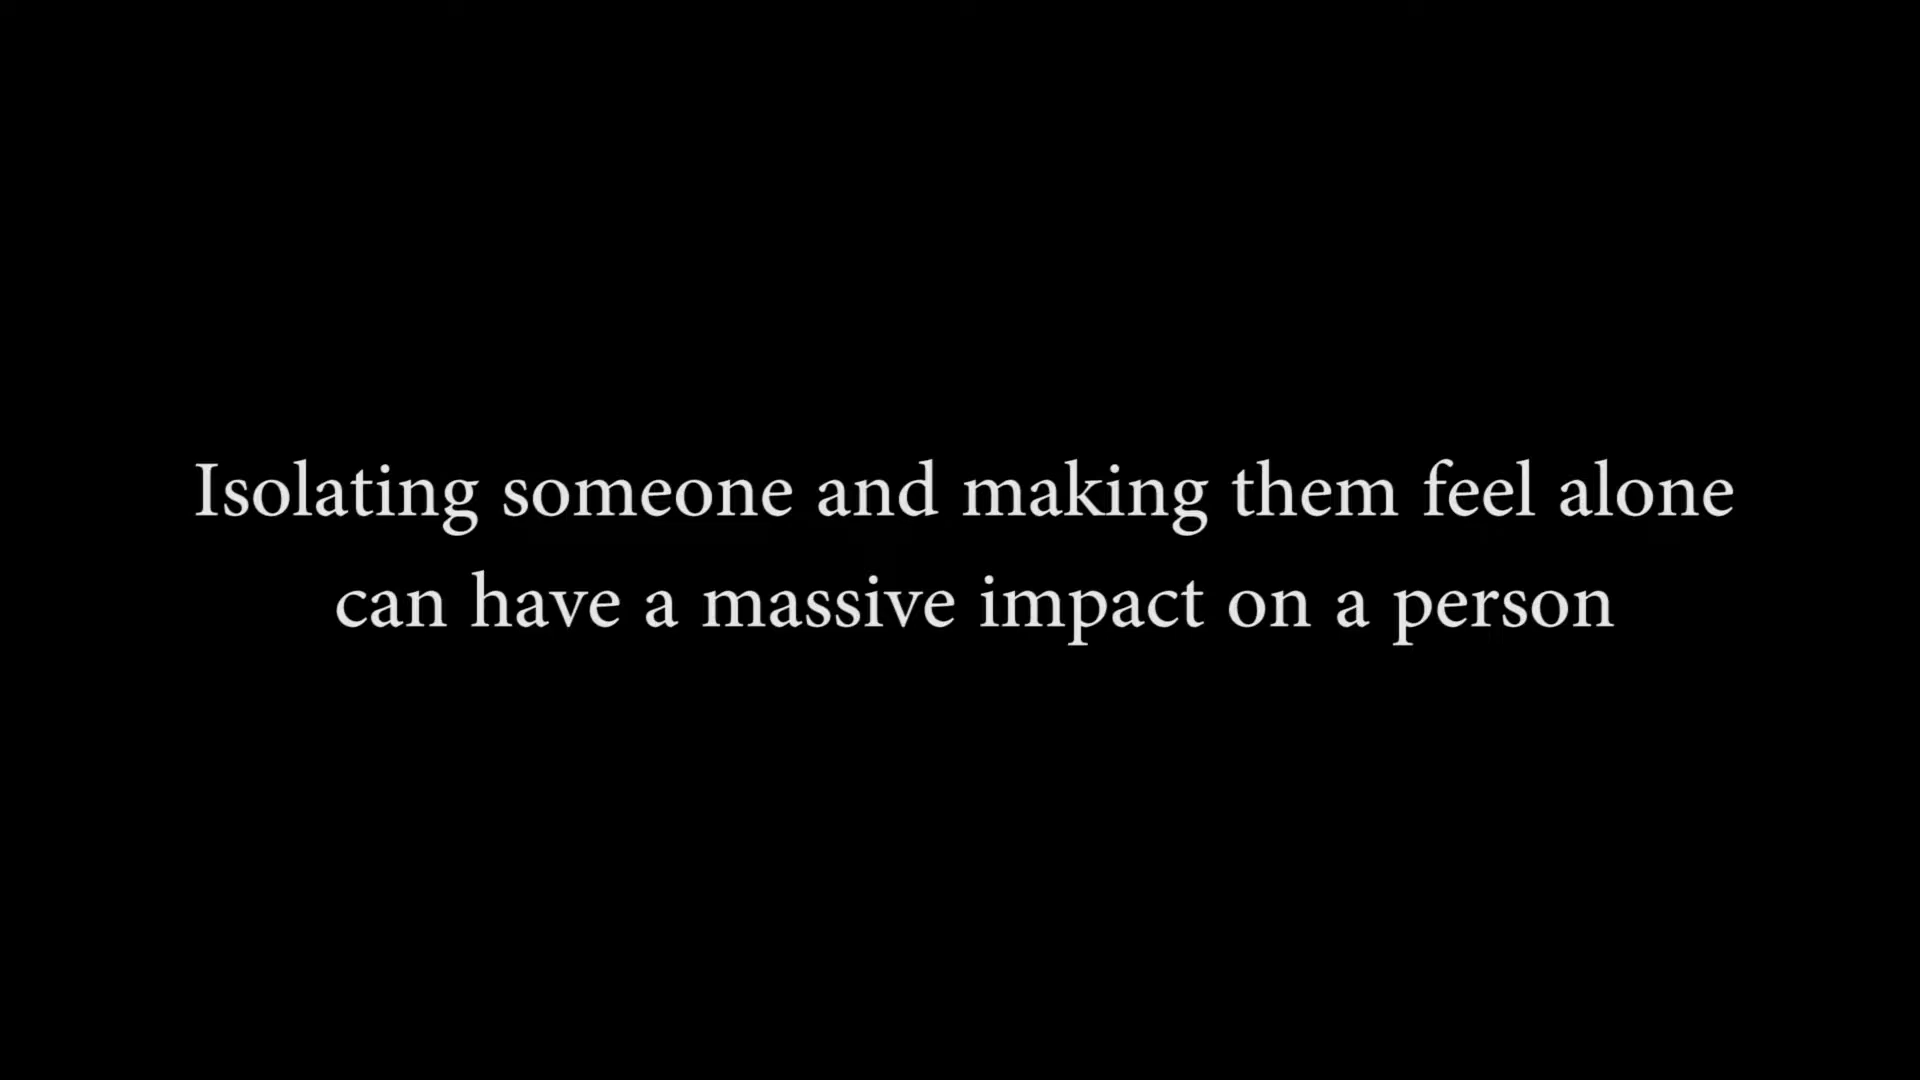 Isolating someone and making them feel alone
can have a massive impact on a person